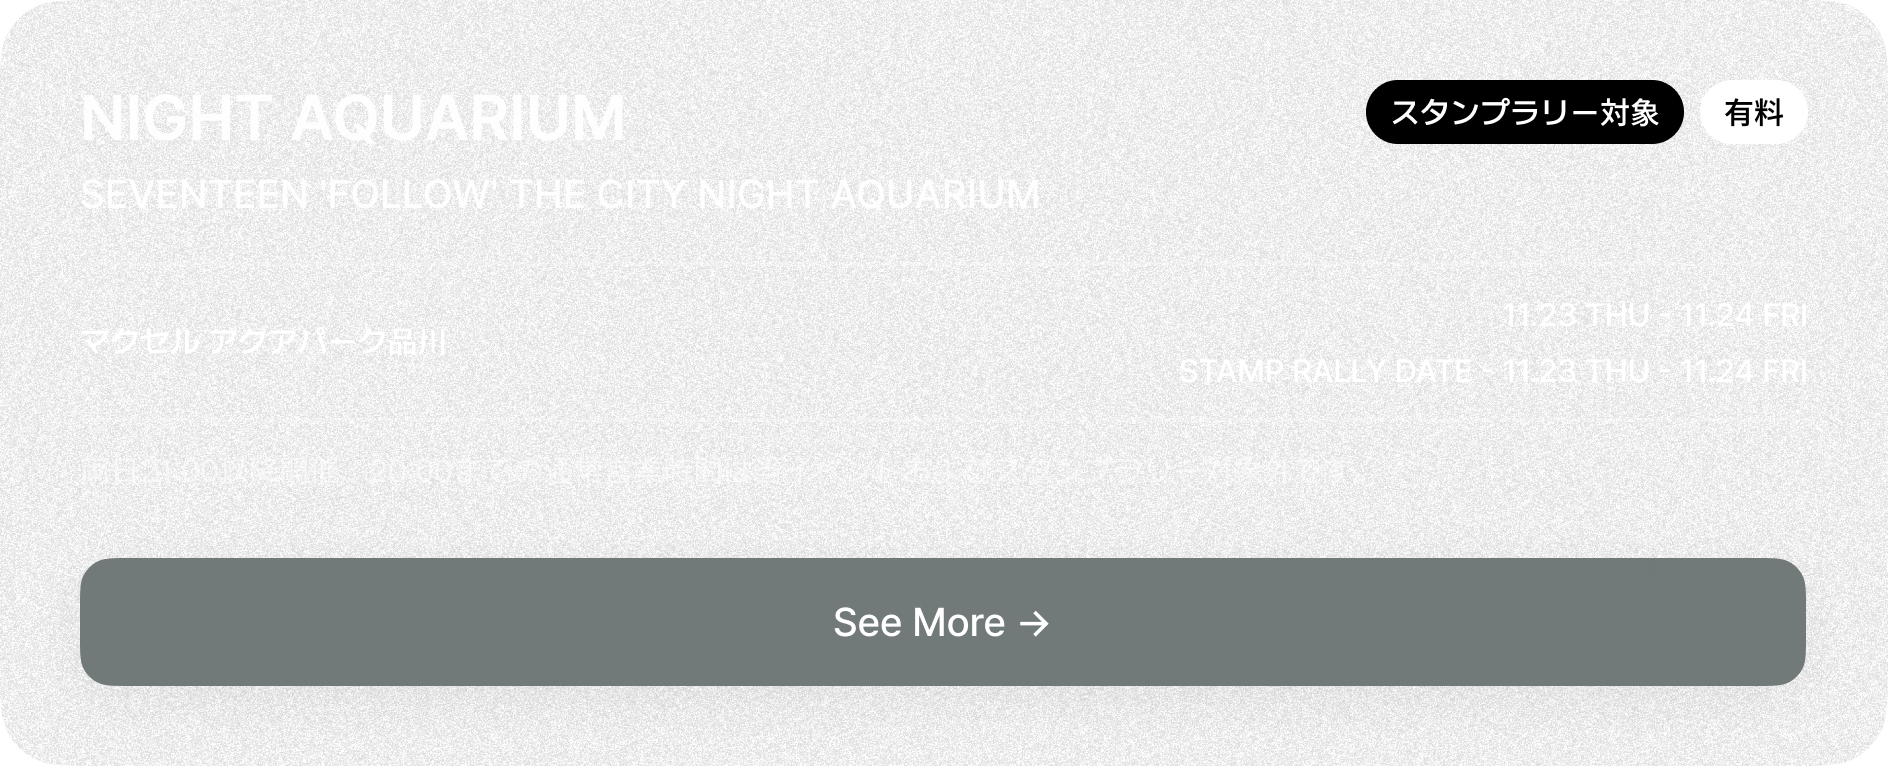 NIGHT AQUARIUM
スタンプラリー対象
有料
SEVENTEEN 'FOLLOW' THE CITY NIGHT AQUARIUM
マクセル アクアパーク品川
11.23 THU - 11.24 FRI
STAMP RALLY DATE - 11.23 THU - 11.24 FRI
See More →